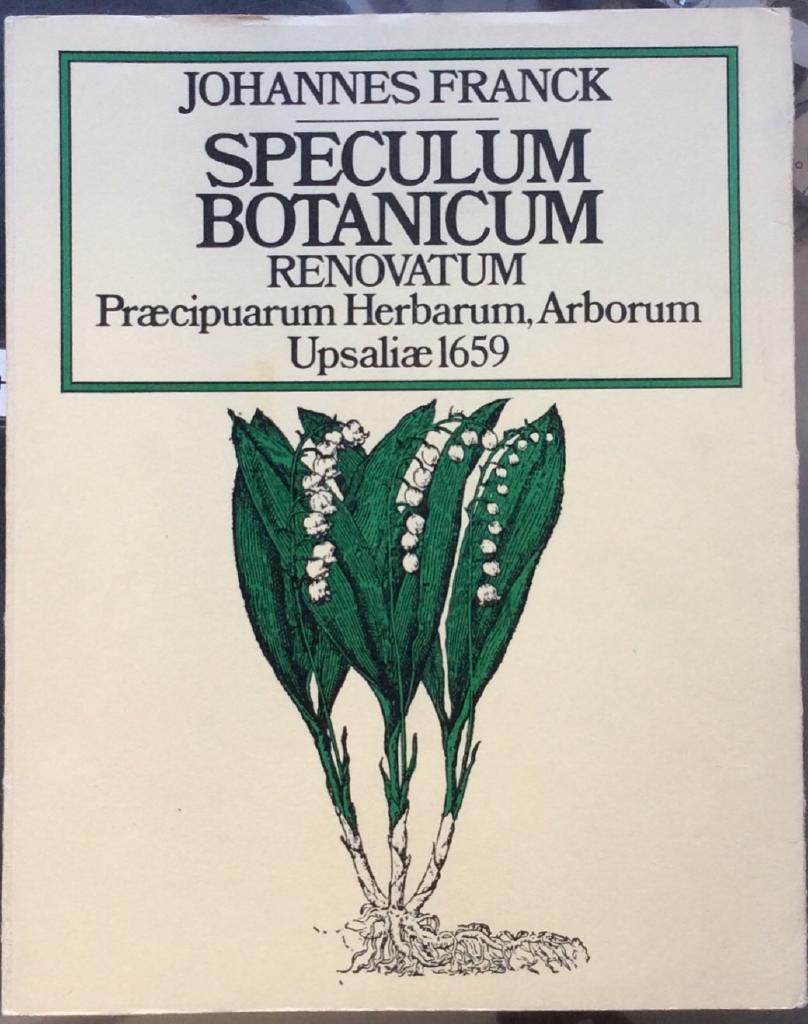 JOHANNES FRANCK
SPECULUM
BOTANICUM
RENOVATUM
Præcipuarum Herbarum, Arborum
Upsaliæ 1659